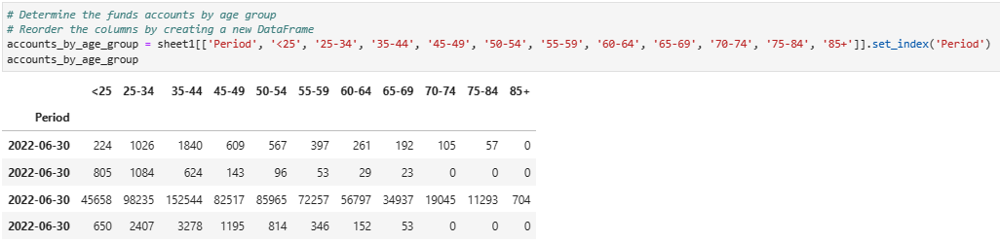 # Determine the funds accounts by age group
# Reorder the columns by creating a new DataFrame
accounts_by_age_group = sheet1[['Period', '<25', '25-34', '35-44', '45-49', '50-54', '55-59', '60-64', '65-69', '70-74', '75-84', '85+']].set_index('Period')
accounts_by_age_group
<25 25-34 35-44 45-49 50-54 55-59 60-64 65-69 70-74 75-84 85+
Period
2022-06-30 224 1026 1840 609 567 397 261 192 105 57 0
2022-06-30 805 1084 624 143 96 53 29 23 0 0 0
2022-06-30 45658 98235 152544 82517 85965 72257 56797 34937 19045 11293 704
2022-06-30 650 2407 3278 1195 814 346 152 53 0 0 0